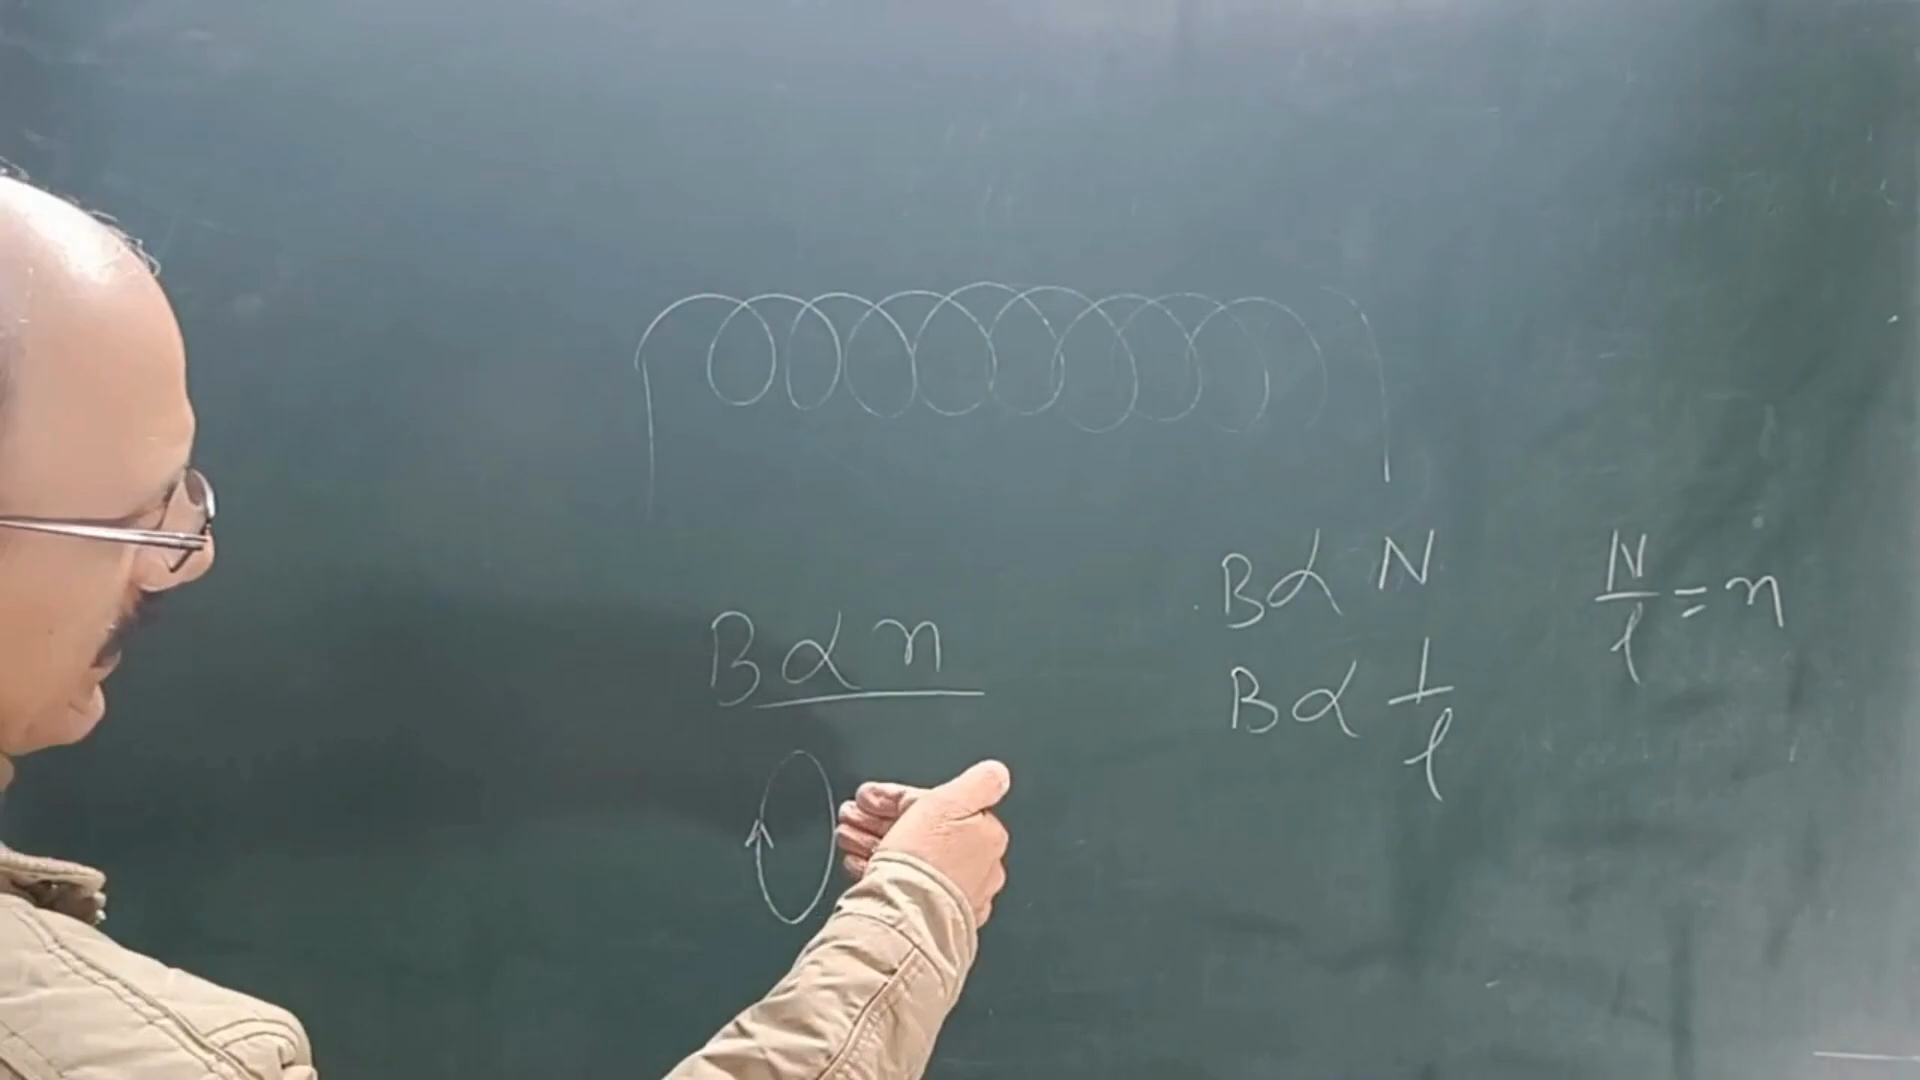 B ∝ N
N/l = n
B ∝ n
B ∝ 1/l